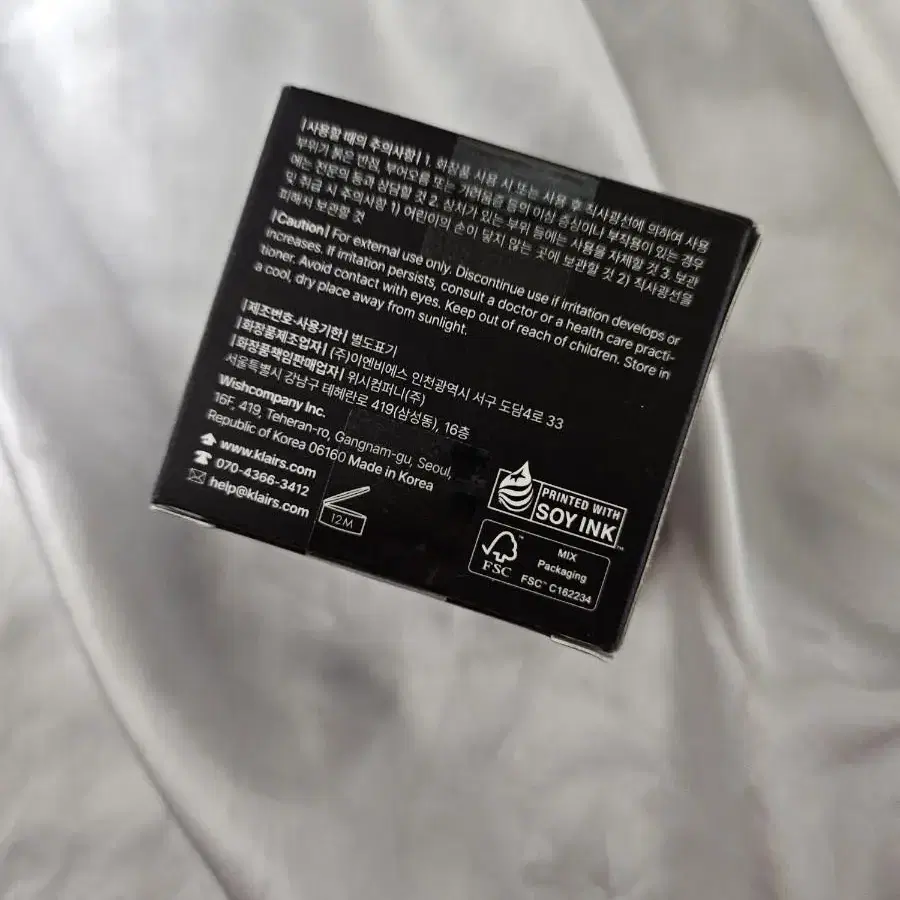 |사용할 때의 주의사항| 1. 화장품 사용 시 또는 사용 후 직사광선에 의하여 사용
부위가 붉은 반점, 부어오름 또는 가려움증 등의 이상 증상이나 부작용이 있는 경우
에는 전문의 등과 상담할 것 2. 상처가 있는 부위 등에는 사용을 자제할 것 3. 보관
및 취급 시 주의사항 1) 어린이의 손이 닿지 않는 곳에 보관할 것 2) 직사광선을
피해서 보관할 것
|Caution| For external use only. Discontinue use if irritation develops or
increases. If irritation persists, consult a doctor or a health care practi-
tioner. Avoid contact with eyes. Keep out of reach of children. Store in
a cool, dry place away from sunlight.
|제조번호·사용기한| 별도표기
|화장품제조업자| (주)이엔비에스 인천광역시 서구 도담4로 33
|화장품책임판매업자| 위시컴퍼니(주)
서울특별시 강남구 테헤란로 419(삼성동), 16층
Wishcompany Inc.
16F, 419, Teheran-ro, Gangnam-gu, Seoul,
Republic of Korea 06160 Made in Korea
www.klairs.com
070-4366-3412
help@klairs.com
12M
PRINTED WITH
SOY INK™
FSC™
MIX
Packaging
FSC™ C162234